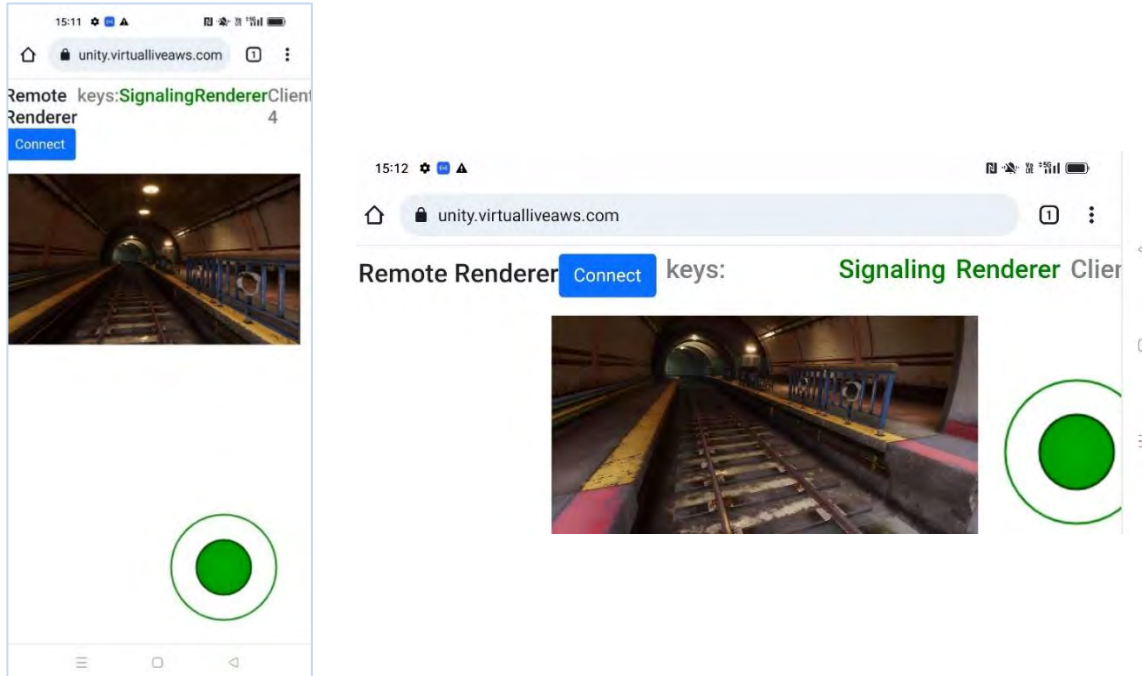 15:11
unity.virtualliveaws.com 1
Remote keys:SignalingRendererClient
Renderer 4
Connect
15:12
unity.virtualliveaws.com 1
Remote Renderer Connect keys: Signaling Renderer Clien